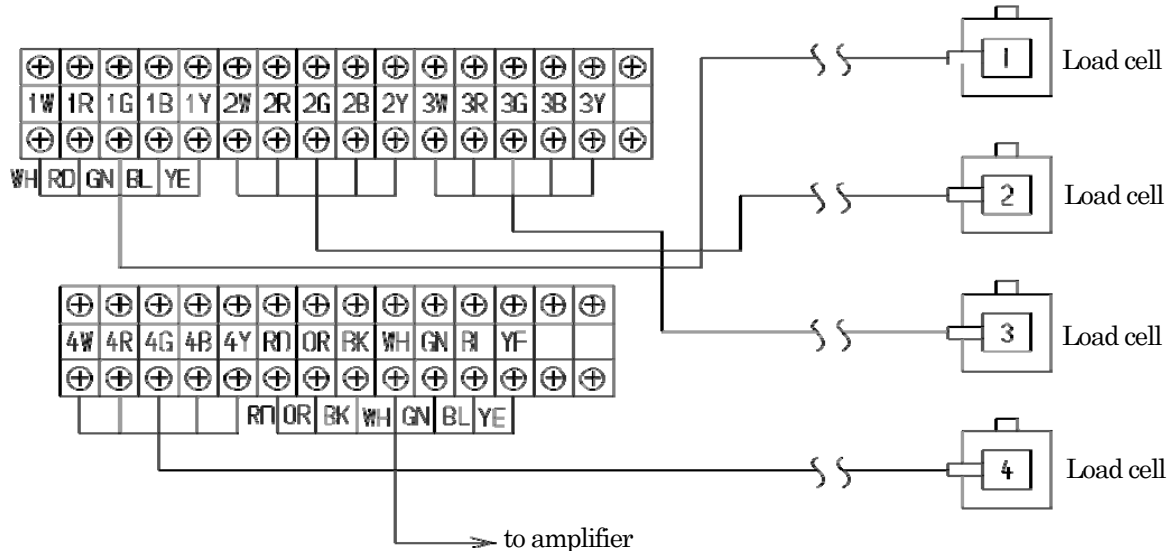 1 Load cell
1W 1R 1G 1B 1Y 2W 2R 2G 2B 2Y 3W 3R 3G 3B 3Y
WH RD GN BL YE
2 Load cell
4W 4R 4G 4B 4Y RD OR BK WH GN BL YE
3 Load cell
RD OR BK WH GN BL YE
4 Load cell
to amplifier